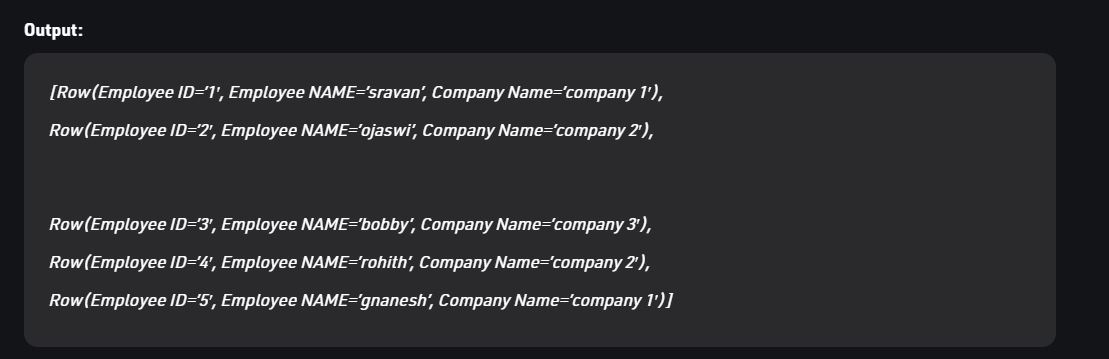 Output:
[Row(Employee ID=’1′, Employee NAME=’sravan’, Company Name=’company 1′),
Row(Employee ID=’2′, Employee NAME=’ojaswi’, Company Name=’company 2′),
Row(Employee ID=’3′, Employee NAME=’bobby’, Company Name=’company 3′),
Row(Employee ID=’4′, Employee NAME=’rohith’, Company Name=’company 2′),
Row(Employee ID=’5′, Employee NAME=’gnanesh’, Company Name=’company 1′)]